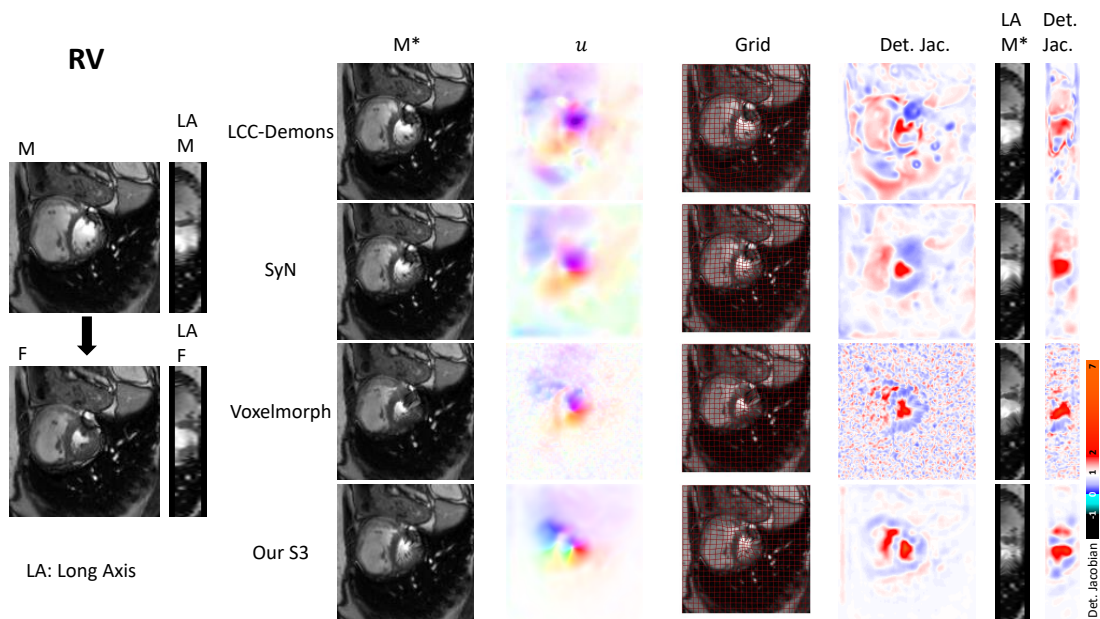 RV
M
LA
M
F
LA
F
LA: Long Axis
M*
u
Grid
Det. Jac.
LA
M*
Det.
Jac.
LCC-Demons
SyN
Voxelmorph
Our S3
7
2
1
0
-1
Det. Jacobian